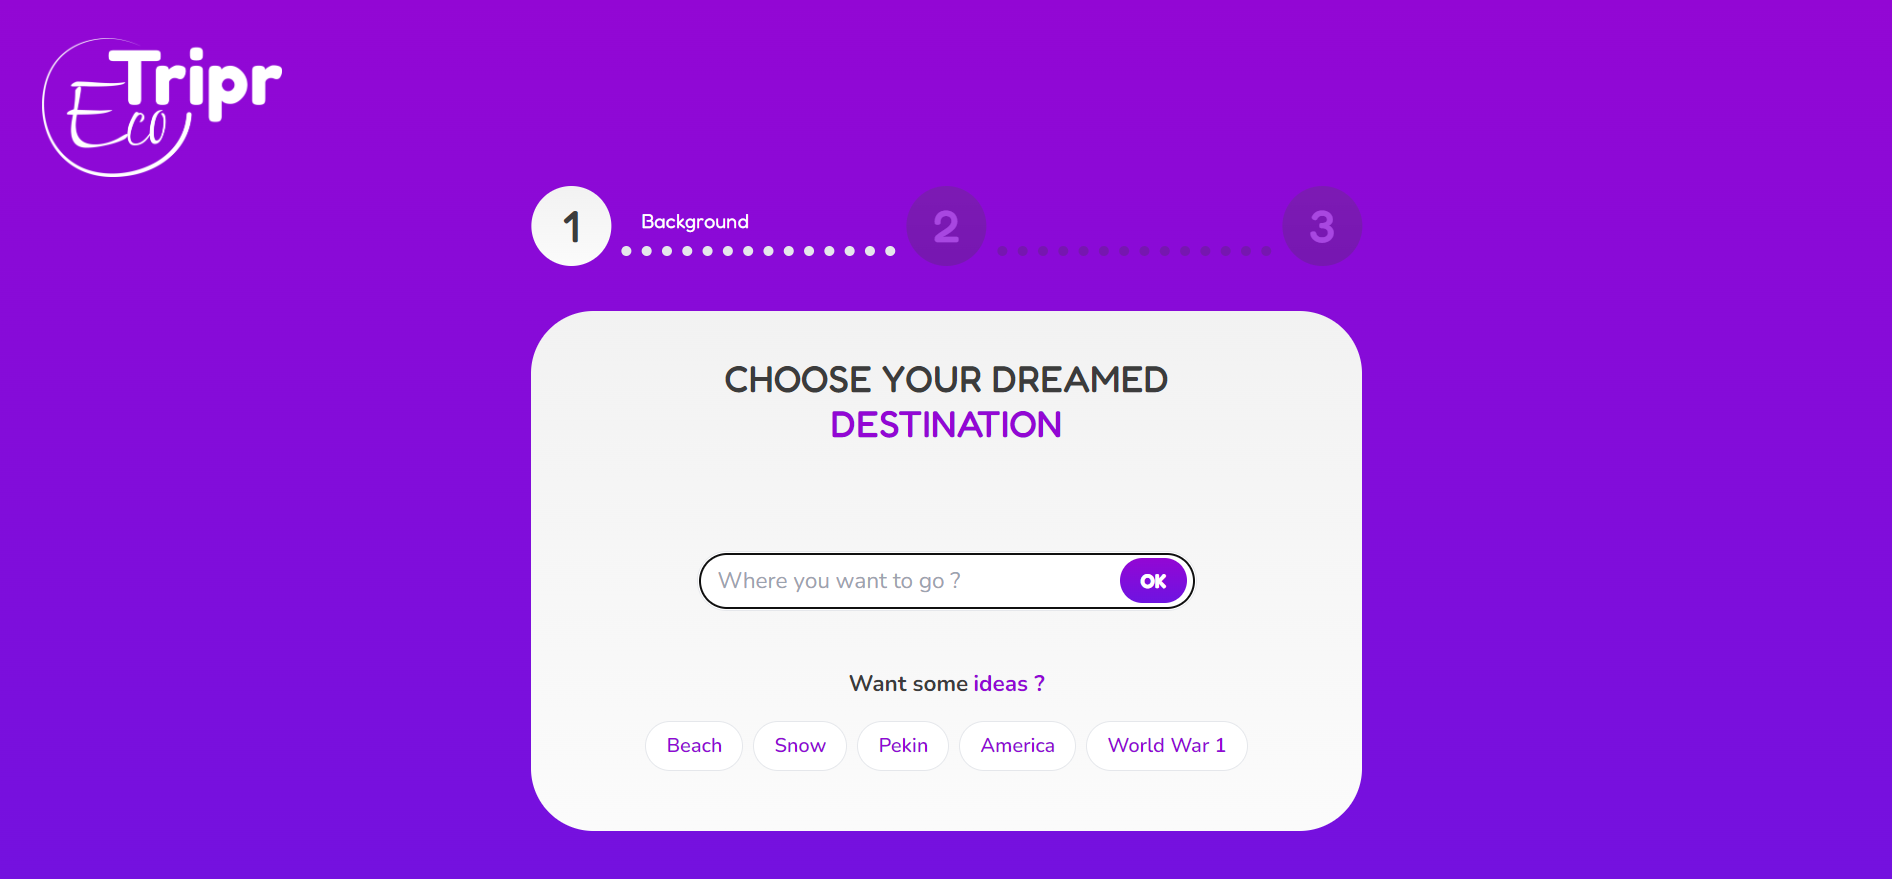 Tripr
Eco
1
Background
2
3
CHOOSE YOUR DREAMED
DESTINATION
Where you want to go ?
OK
Want some ideas ?
Beach
Snow
Pekin
America
World War 1